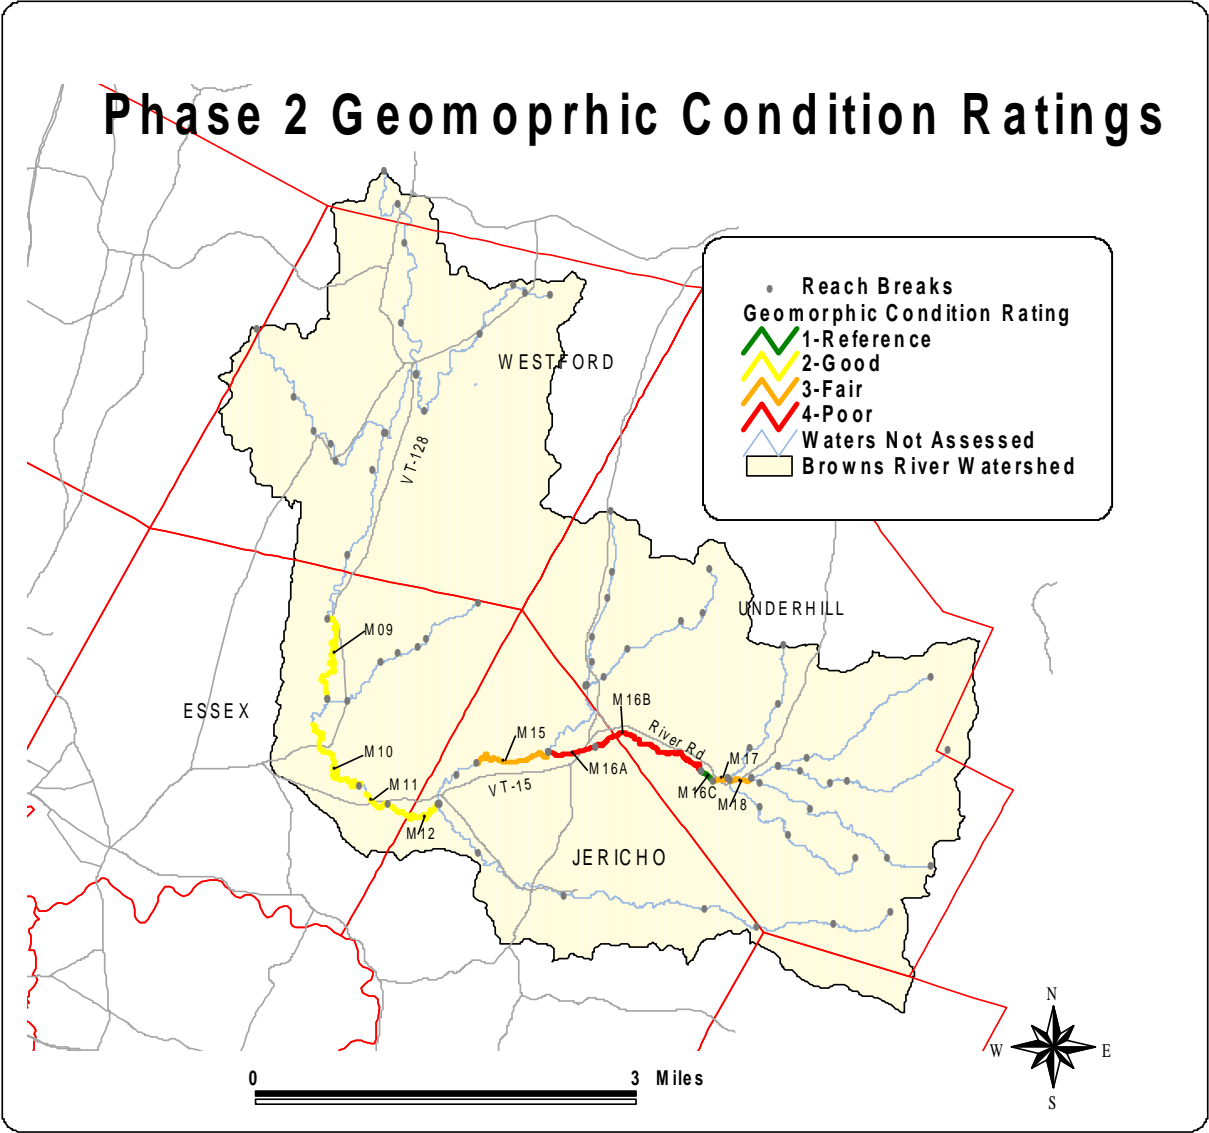 Phase 2 Geomoprhic Condition Ratings
Reach Breaks
Geomorphic Condition Rating
1-Reference
2-Good
3-Fair
4-Poor
Waters Not Assessed
Browns River Watershed
WESTFORD
VT-128
UNDERHILL
M09
ESSEX
M16B
River Rd
M15
M10
M16A
M17
M11
VT-15
M16C
M18
M12
JERICHO
N
W
E
S
0
3 Miles